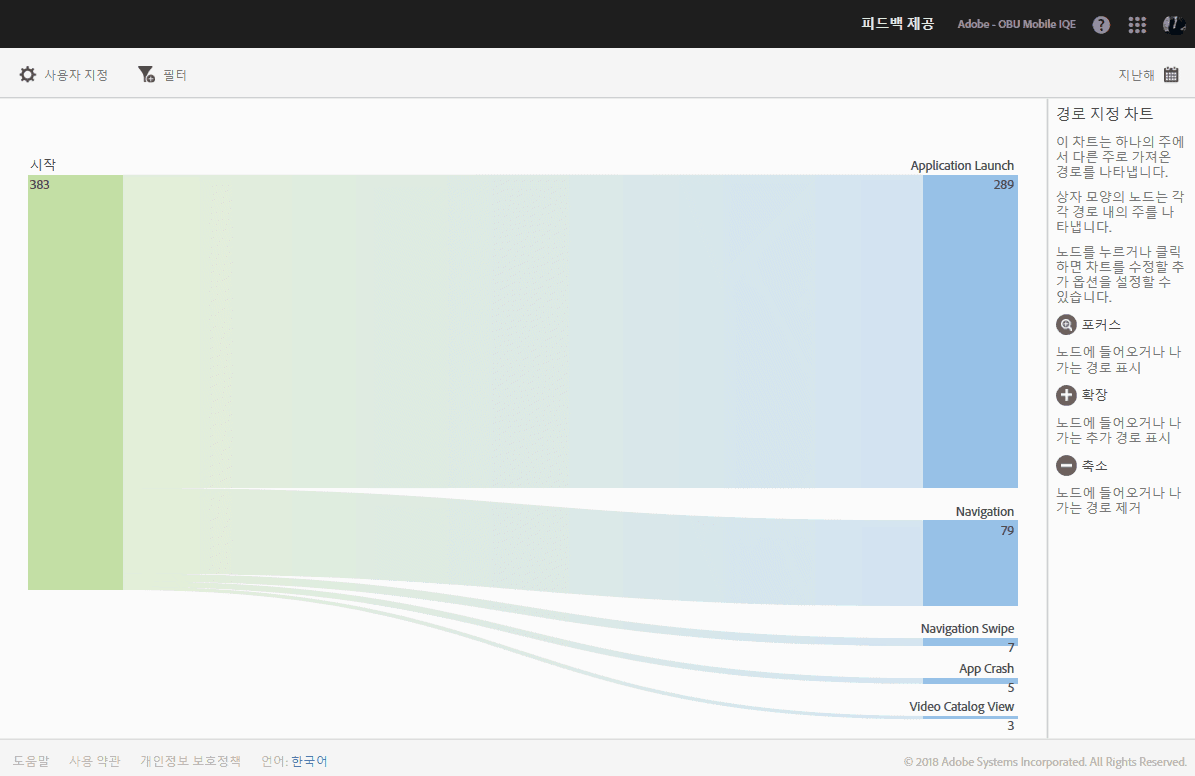 피드백 제공 Adobe - OBU Mobile IQE
사용자 지정 필터 지난해
시작
383
Application Launch
289
Navigation
79
Navigation Swipe
7
App Crash
5
Video Catalog View
3
경로 지정 차트
이 차트는 하나의 주에
서 다른 주로 가져온
경로를 나타냅니다.
상자 모양의 노드는 각
각 경로 내의 주를 나
타냅니다.
노드를 누르거나 클릭
하면 차트를 수정할 추
가 옵션을 설정할 수
있습니다.
포커스
노드에 들어오거나 나
가는 경로 표시
확장
노드에 들어오거나 나
가는 추가 경로 표시
축소
노드에 들어오거나 나
가는 경로 제거
도움말 사용 약관 개인정보 보호정책 언어: 한국어
© 2018 Adobe Systems Incorporated. All Rights Reserved.